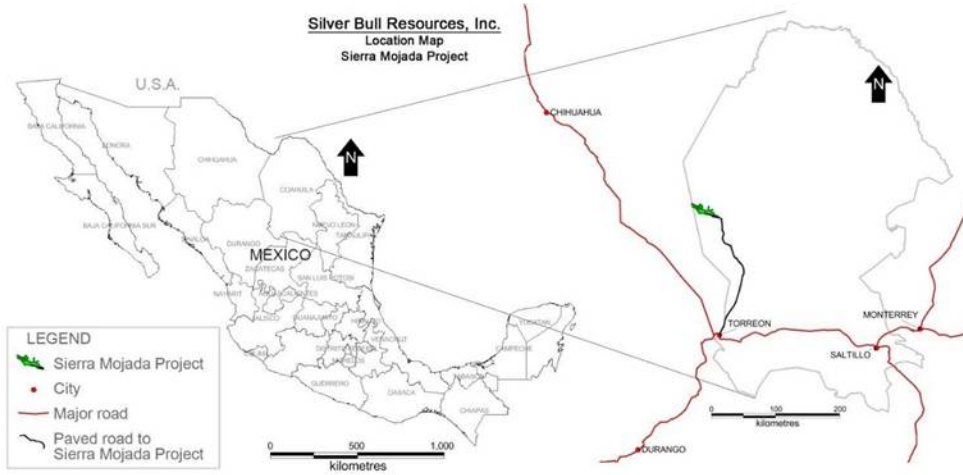 Silver Bull Resources, Inc.
Location Map
Sierra Mojada Project
U.S.A.
N
N
BAJA CALIFORNIA
SONORA
CHIHUAHUA
COAHUILA
NUEVO LEON
TAMAULIPAS
BAJA CALIFORNIA SUR
SINALOA
DURANGO
MEXICO
ZACATECAS
SAN LUIS POTOSI
NAYARIT
AGUASCALIENTES
JALISCO
GUANAJUATO
VERACRUZ
GUERRERO
OAXACA
TABASCO
CHIAPAS
CAMPECHE
YUCATAN
0 500 1,000
kilometres
LEGEND
Sierra Mojada Project
City
Major road
Paved road to
Sierra Mojada Project
CHIHUAHUA
TORREON
MONTERREY
SALTILLO
DURANGO
0 100 200
kilometres